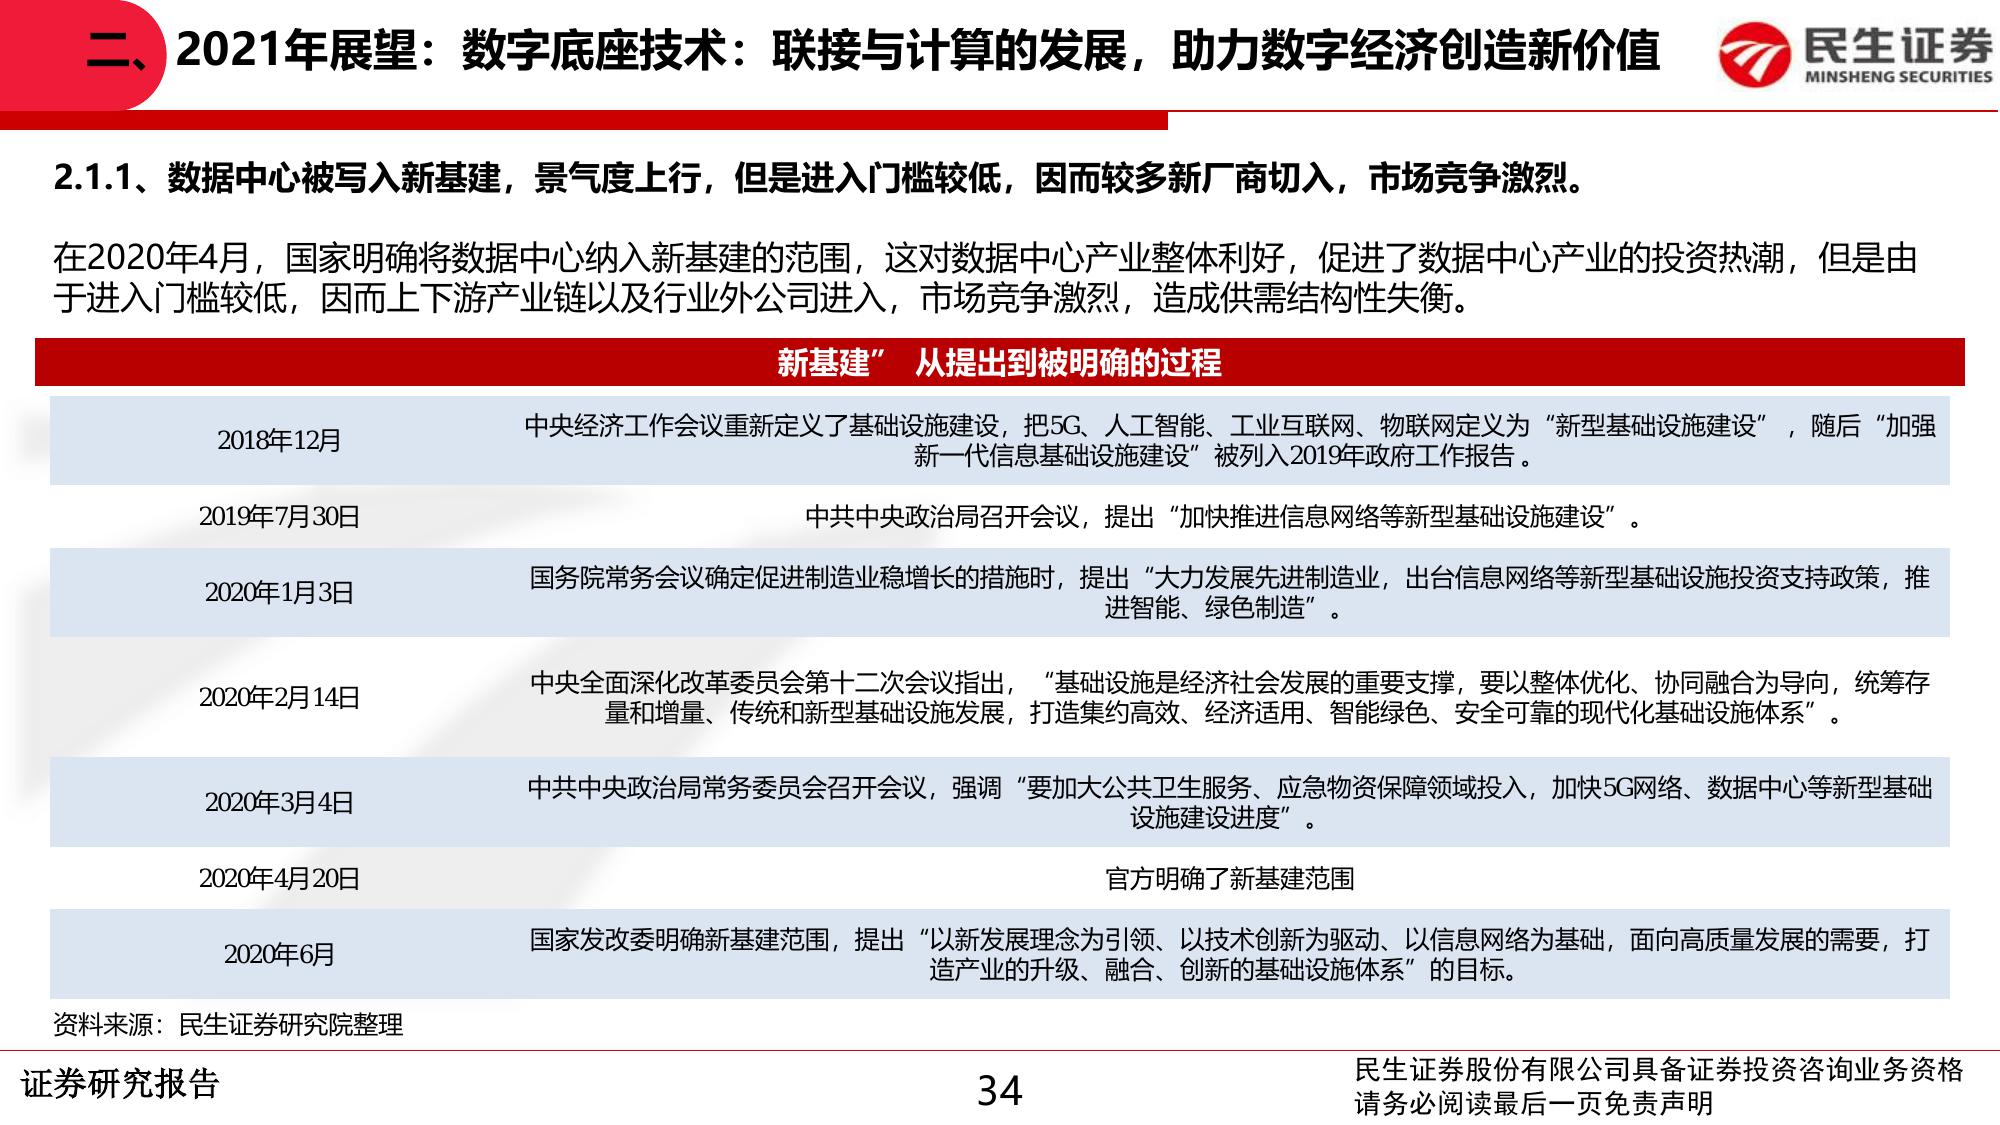 二、2021年展望：数字底座技术：联接与计算的发展，助力数字经济创造新价值
民生证券
MINSHENG SECURITIES
2.1.1、数据中心被写入新基建，景气度上行，但是进入门槛较低，因而较多新厂商切入，市场竞争激烈。
在2020年4月，国家明确将数据中心纳入新基建的范围，这对数据中心产业整体利好，促进了数据中心产业的投资热潮，但是由
于进入门槛较低，因而上下游产业链以及行业外公司进入，市场竞争激烈，造成供需结构性失衡。
新基建” 从提出到被明确的过程
2018年12月
中央经济工作会议重新定义了基础设施建设，把5G、人工智能、工业互联网、物联网定义为“新型基础设施建设”，随后“加强
新一代信息基础设施建设”被列入2019年政府工作报告。
2019年7月30日
中共中央政治局召开会议，提出“加快推进信息网络等新型基础设施建设”。
2020年1月3日
国务院常务会议确定促进制造业稳增长的措施时，提出“大力发展先进制造业，出台信息网络等新型基础设施投资支持政策，推
进智能、绿色制造”。
2020年2月14日
中央全面深化改革委员会第十二次会议指出，“基础设施是经济社会发展的重要支撑，要以整体优化、协同融合为导向，统筹存
量和增量、传统和新型基础设施发展，打造集约高效、经济适用、智能绿色、安全可靠的现代化基础设施体系”。
2020年3月4日
中共中央政治局常务委员会召开会议，强调“要加大公共卫生服务、应急物资保障领域投入，加快5G网络、数据中心等新型基础
设施建设进度”。
2020年4月20日
官方明确了新基建范围
2020年6月
国家发改委明确新基建范围，提出“以新发展理念为引领、以技术创新为驱动、以信息网络为基础，面向高质量发展的需要，打
造产业的升级、融合、创新的基础设施体系”的目标。
资料来源：民生证券研究院整理
证券研究报告
34
民生证券股份有限公司具备证券投资咨询业务资格
请务必阅读最后一页免责声明